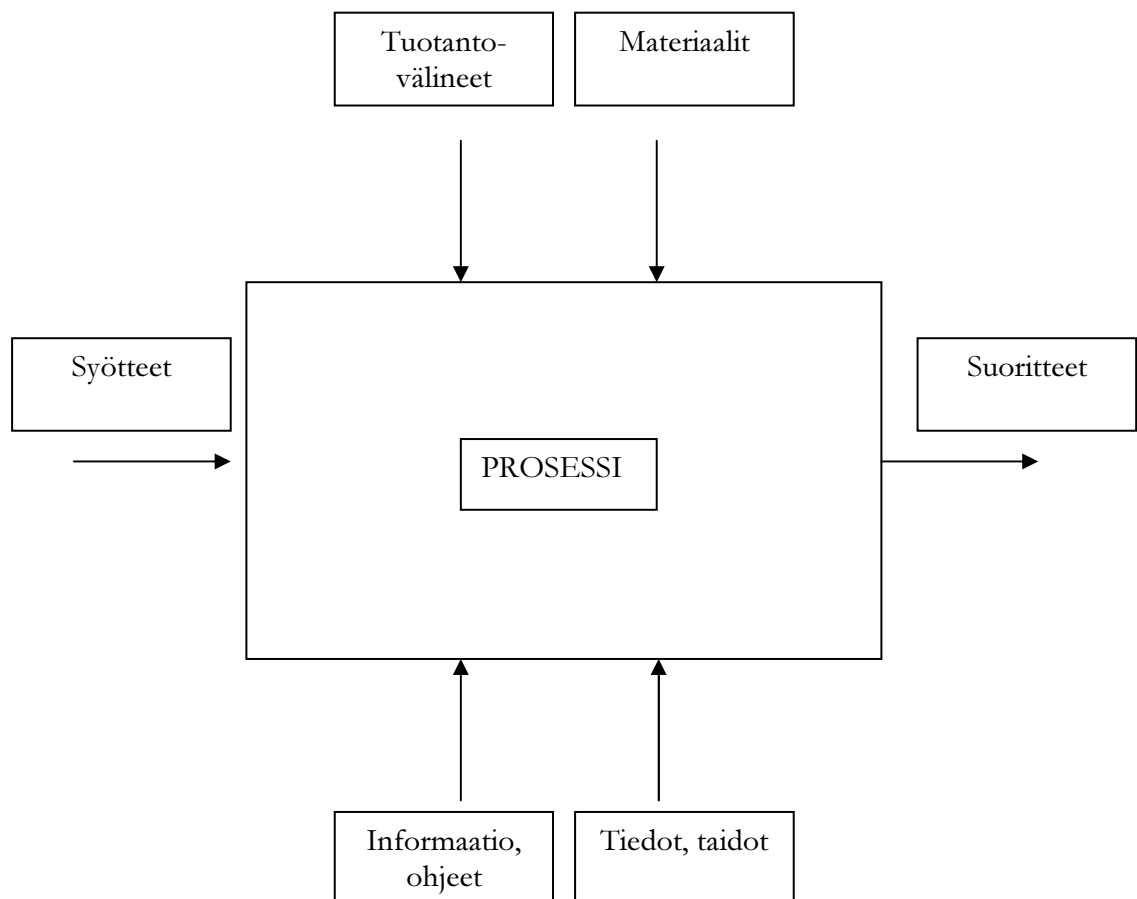 Tuotanto-
välineet
Materiaalit
Syötteet
Suoritteet
PROSESSI
Informaatio,
ohjeet
Tiedot, taidot